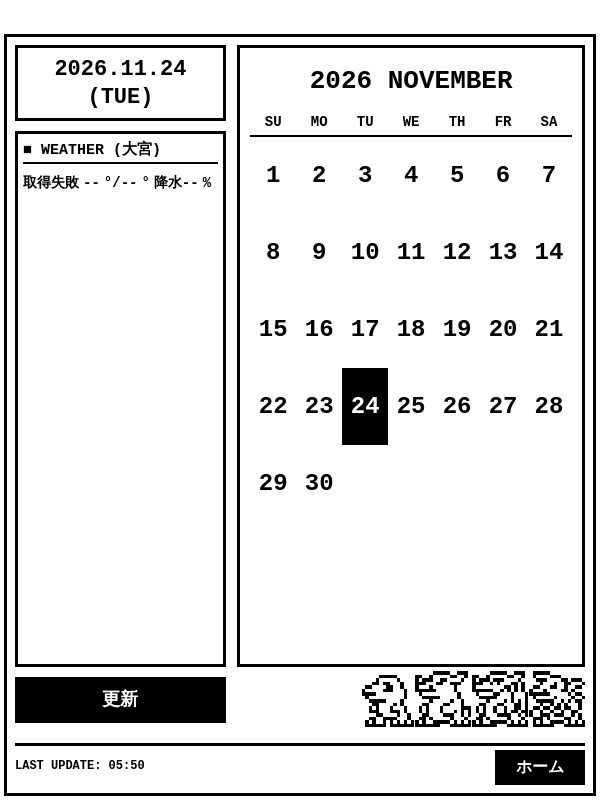 2026.11.24
(TUE)
■ WEATHER (大宮)
取得失敗 -- °/-- ° 降水-- %
2026 NOVEMBER
SU MO TU WE TH FR SA
1 2 3 4 5 6 7
8 9 10 11 12 13 14
15 16 17 18 19 20 21
22 23 24 25 26 27 28
29 30
更新
LAST UPDATE: 05:50
ホーム